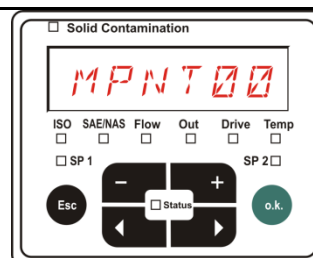 Solid Contamination
MPNT00
ISO SAE/NAS Flow Out Drive Temp
SP 1 SP 2
- +
Esc Status o.k.